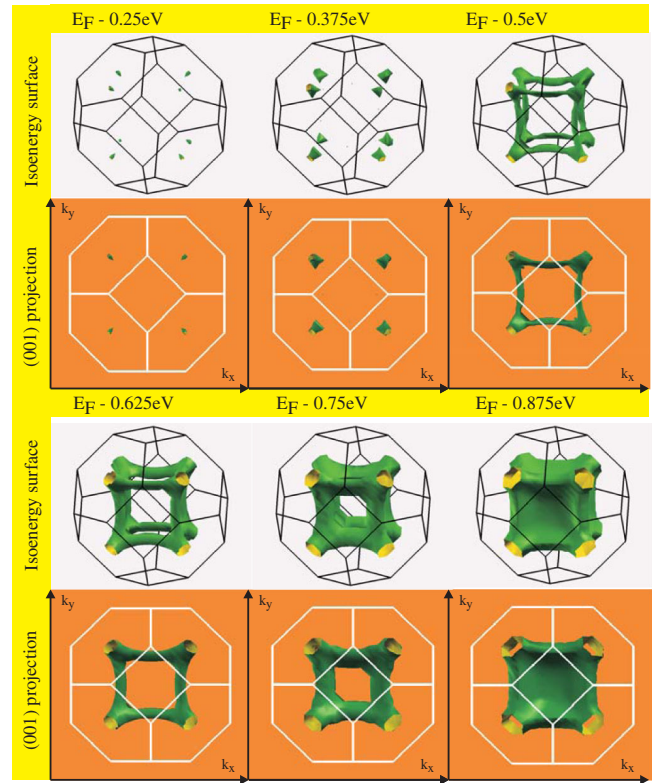 E_F - 0.25eV E_F - 0.375eV E_F - 0.5eV
Isoenergy surface
(001) projection
k_y k_y k_y
k_x k_x k_x
E_F - 0.625eV E_F - 0.75eV E_F - 0.875eV
Isoenergy surface
(001) projection
k_y k_y k_y
k_x k_x k_x